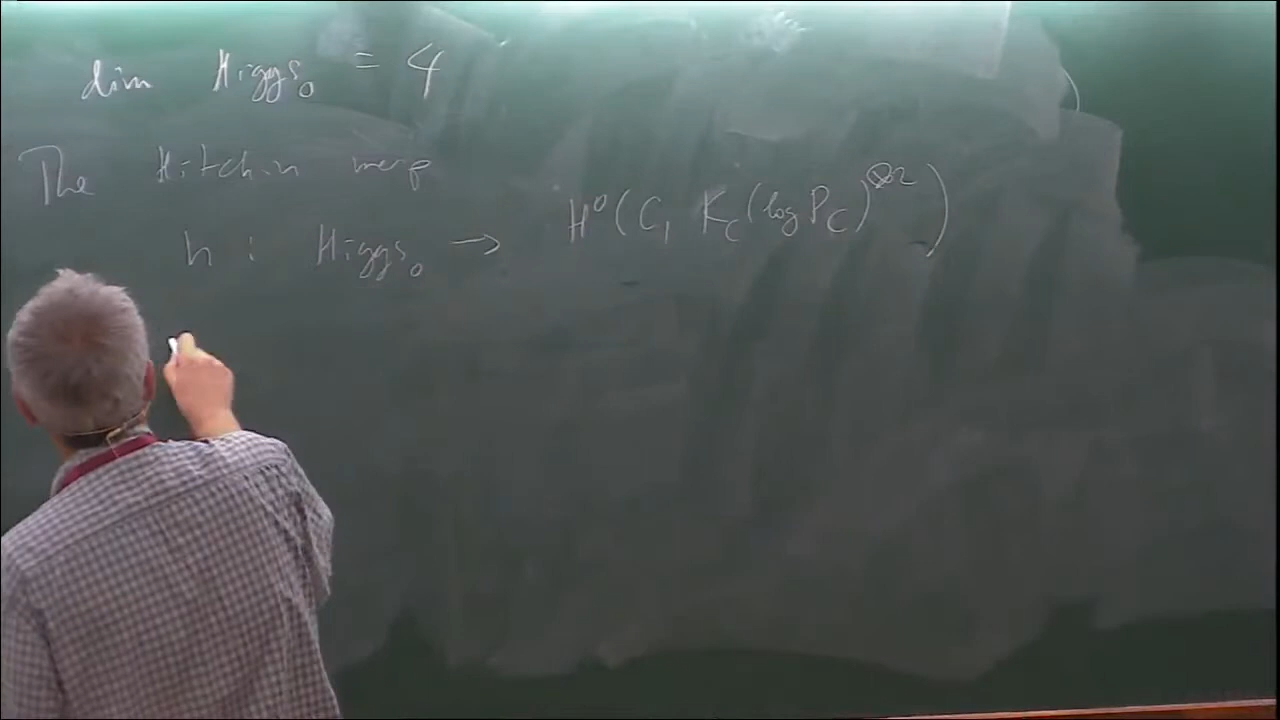 dim Higgs₀ = 4
The Hitchin map
h : Higgs₀ → H⁰(C, K_C(log P_C)^{⊗2})